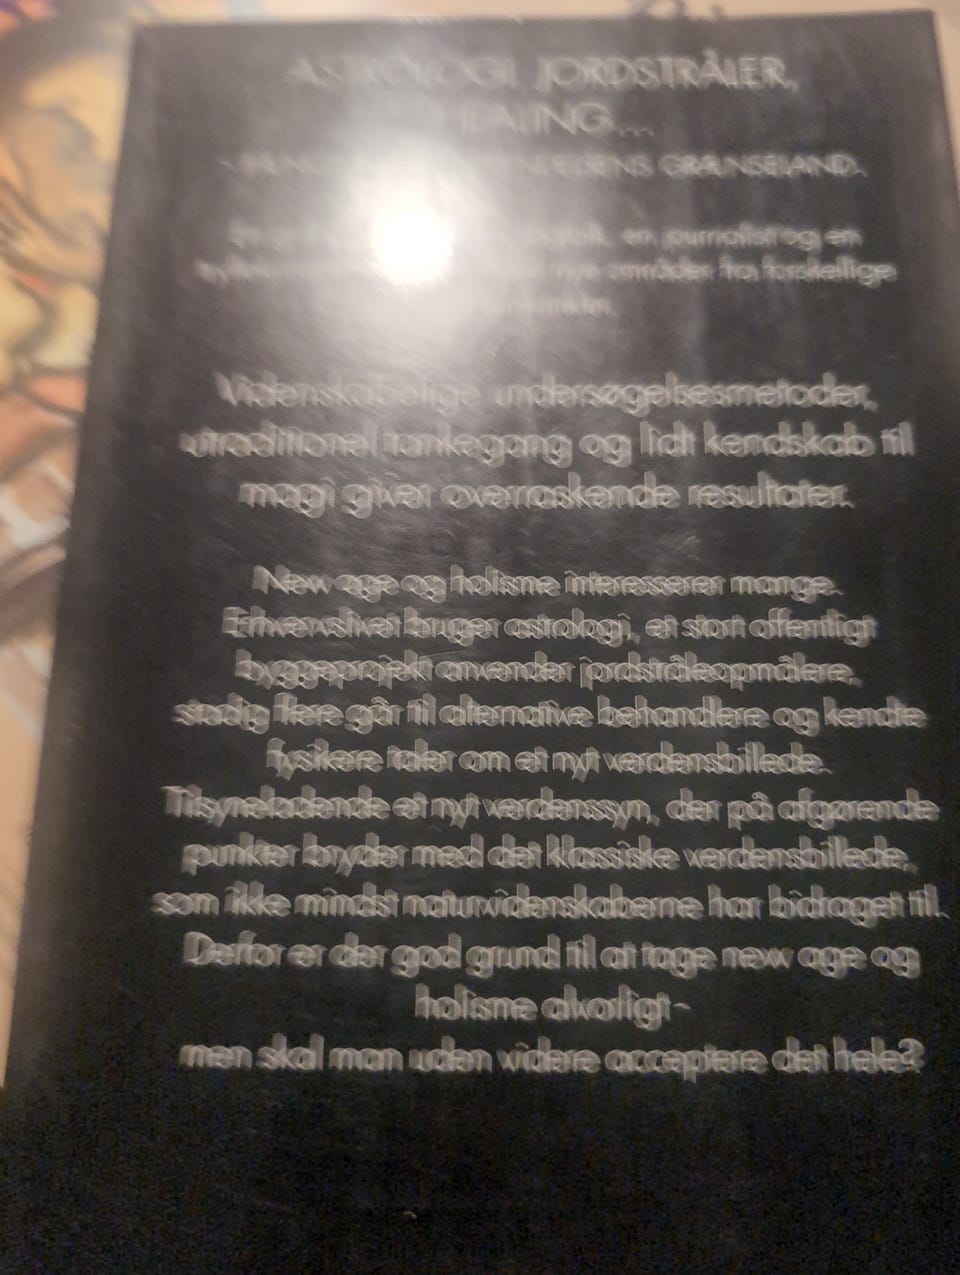 ASTROLOGI, JORDSTRÅLER,
HEALING...
GRÆNSELAND.
en journalist og en
nye områder fra forskellige
Videnskabelige undersøgelsesmetoder,
utraditionel tankegang og lidt kendskab til
magi giver overraskende resultater.
New age og holisme interesserer mange.
Erhvervslivet bruger astrologi, et stort offentligt
byggeprojekt anvender jordstråleopmålere,
stadig flere går til alternative behandlere og kendte
fysikere taler om et nyt verdensbillede.
Tilsyneladende et nyt verdenssyn, der på afgørende
punkter bryder med det klassiske verdensbillede,
som ikke mindst naturvidenskaberne har bidraget til.
Derfor er der god grund til at tage new age og
holisme alvorligt -
men skal man uden videre acceptere det hele?